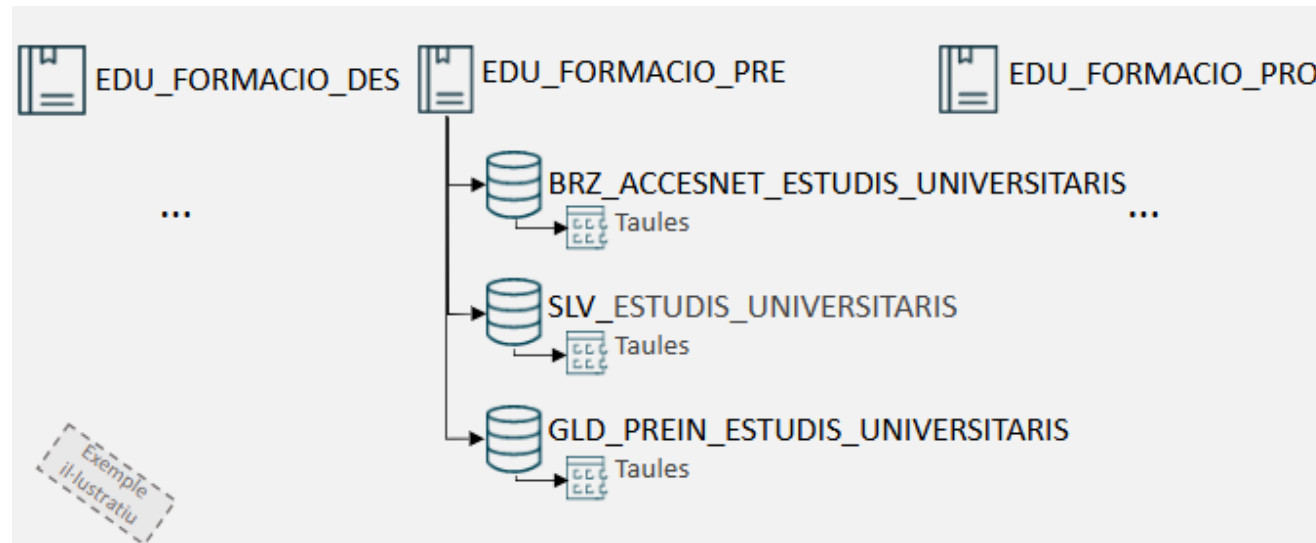 EDU_FORMACIO_DES
EDU_FORMACIO_PRE
EDU_FORMACIO_PRO
...
BRZ_ACCESNET_ESTUDIS_UNIVERSITARIS
Taules
...
SLV_ESTUDIS_UNIVERSITARIS
Taules
GLD_PREIN_ESTUDIS_UNIVERSITARIS
Taules
Exemple
il·lustratiu